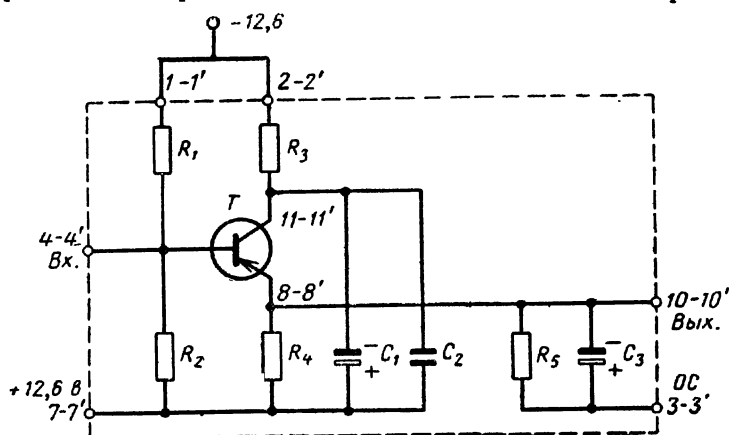 -12,6
1-1' 2-2'
R₁ R₃
T
11-11'
4-4'
Вх.
8-8'
10-10'
Вых.
R₂ R₄ - C₁ + C₂ R₅ - C₃ +
+12,6 в
7-7'
ОС
3-3'